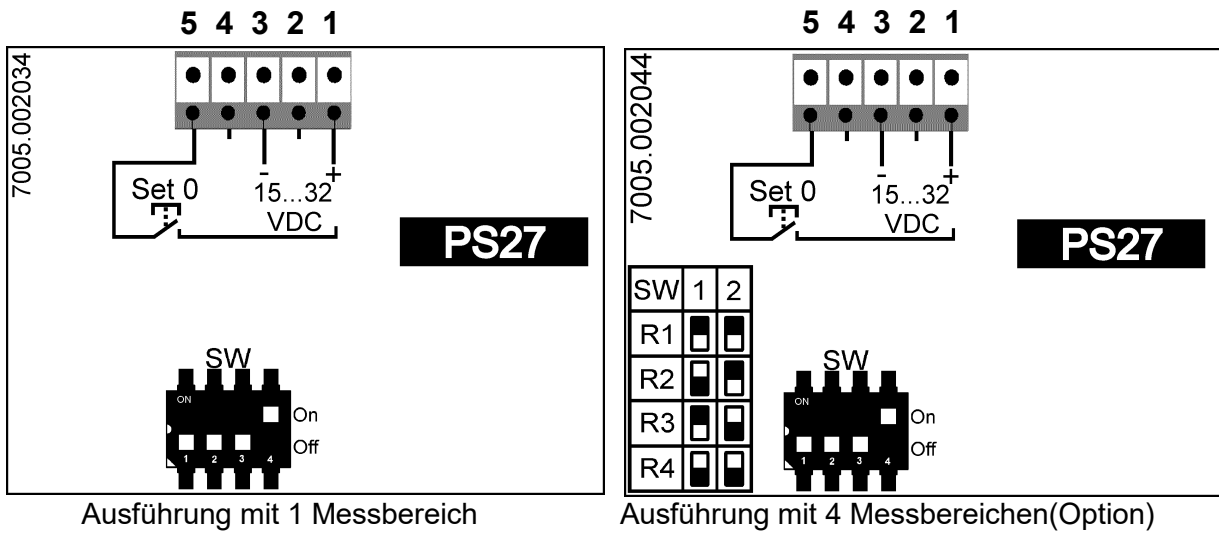 5 4 3 2 1
7005.002034
Set 0
- +
15...32
VDC
PS27
SW
ON
On
Off
1 2 3 4
Ausführung mit 1 Messbereich
5 4 3 2 1
7005.002044
Set 0
- +
15...32
VDC
PS27
SW 1 2
R1
R2
R3
R4
SW
ON
On
Off
1 2 3 4
Ausführung mit 4 Messbereichen(Option)